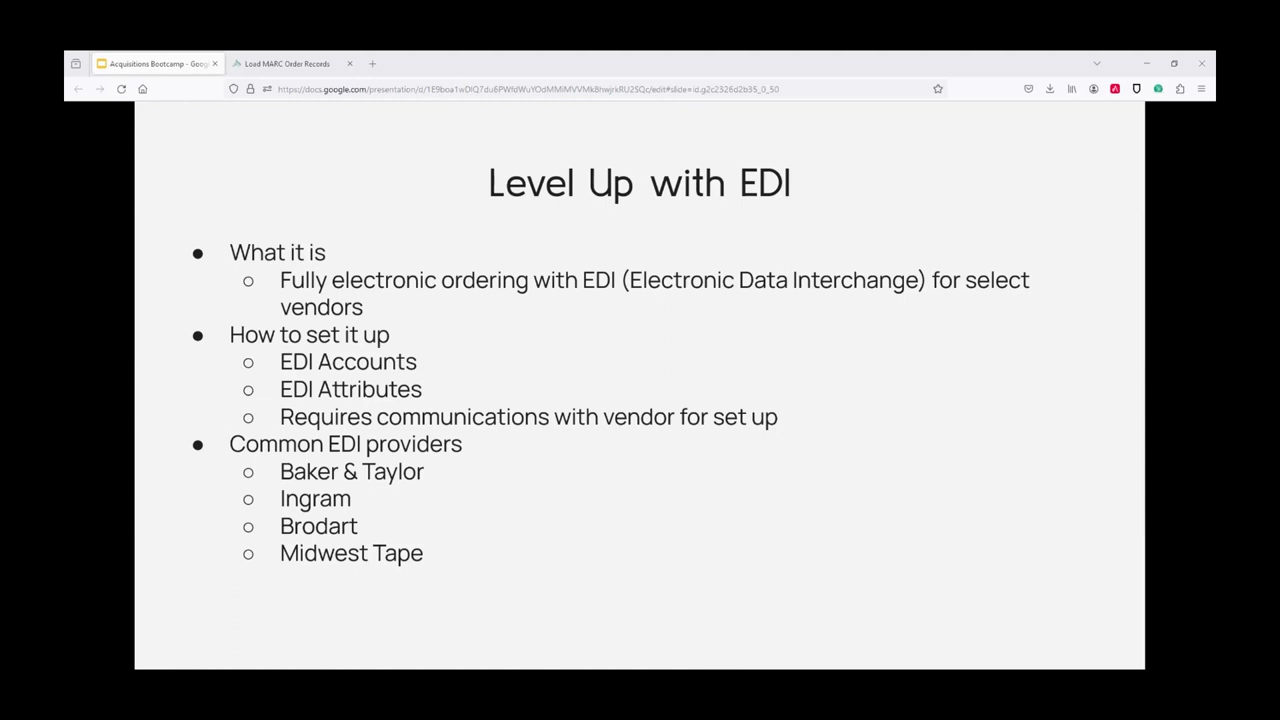 Acquisitions Bootcamp - Goog
Load MARC Order Records
Level Up with EDI
● What it is
○ Fully electronic ordering with EDI (Electronic Data Interchange) for select
vendors
● How to set it up
○ EDI Accounts
○ EDI Attributes
○ Requires communications with vendor for set up
● Common EDI providers
○ Baker & Taylor
○ Ingram
○ Brodart
○ Midwest Tape